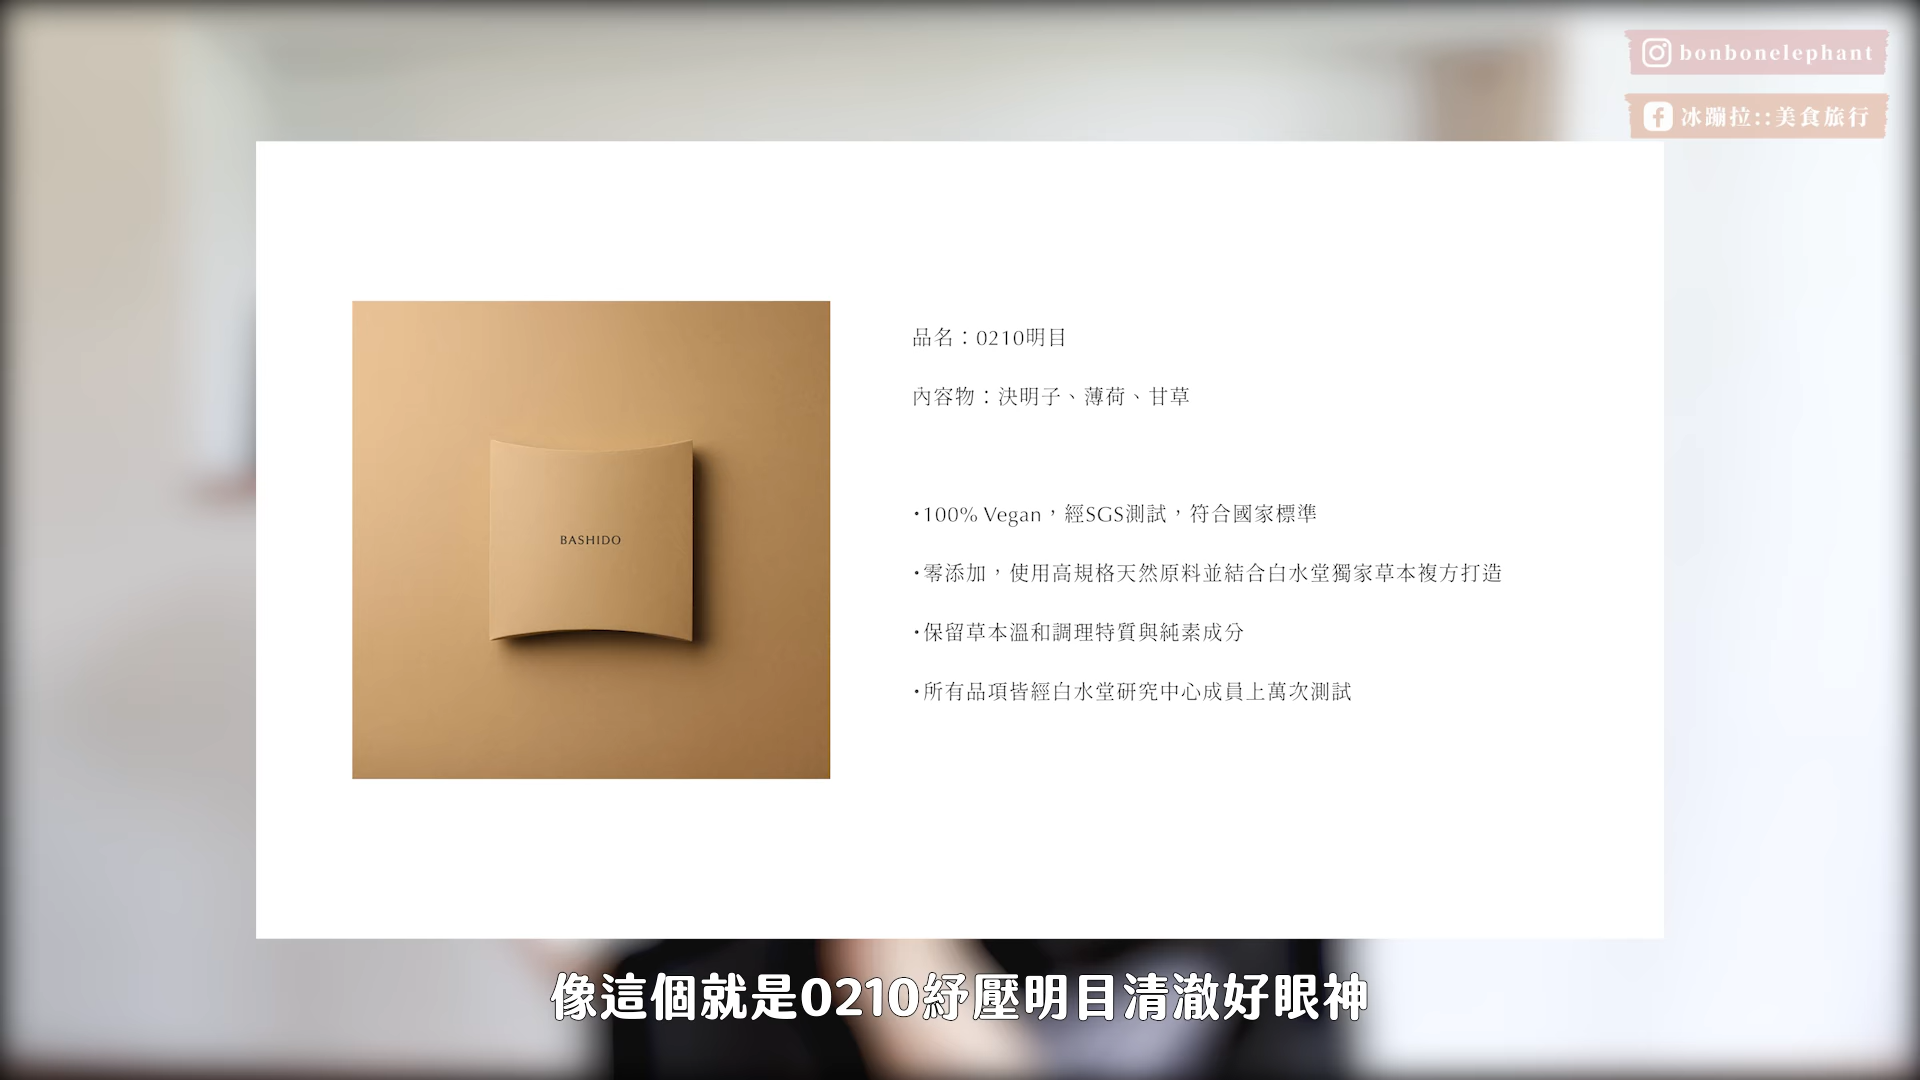 bonbonelephant
冰蹦拉::美食旅行
BASHIDO
品名：0210明目
內容物：決明子、薄荷、甘草
·100% Vegan，經SGS測試，符合國家標準
·零添加，使用高規格天然原料並結合白水堂獨家草本複方打造
·保留草本溫和調理特質與純素成分
·所有品項皆經白水堂研究中心成員上萬次測試
像這個就是0210紓壓明目清澈好眼神